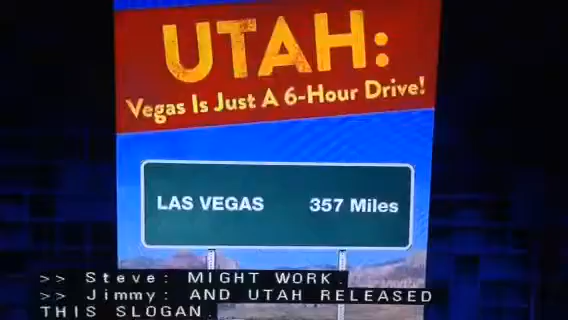 UTAH:
Vegas Is Just A 6-Hour Drive!
LAS VEGAS 357 Miles
>> Steve: MIGHT WORK.
>> Jimmy: AND UTAH RELEASED
THIS SLOGAN.